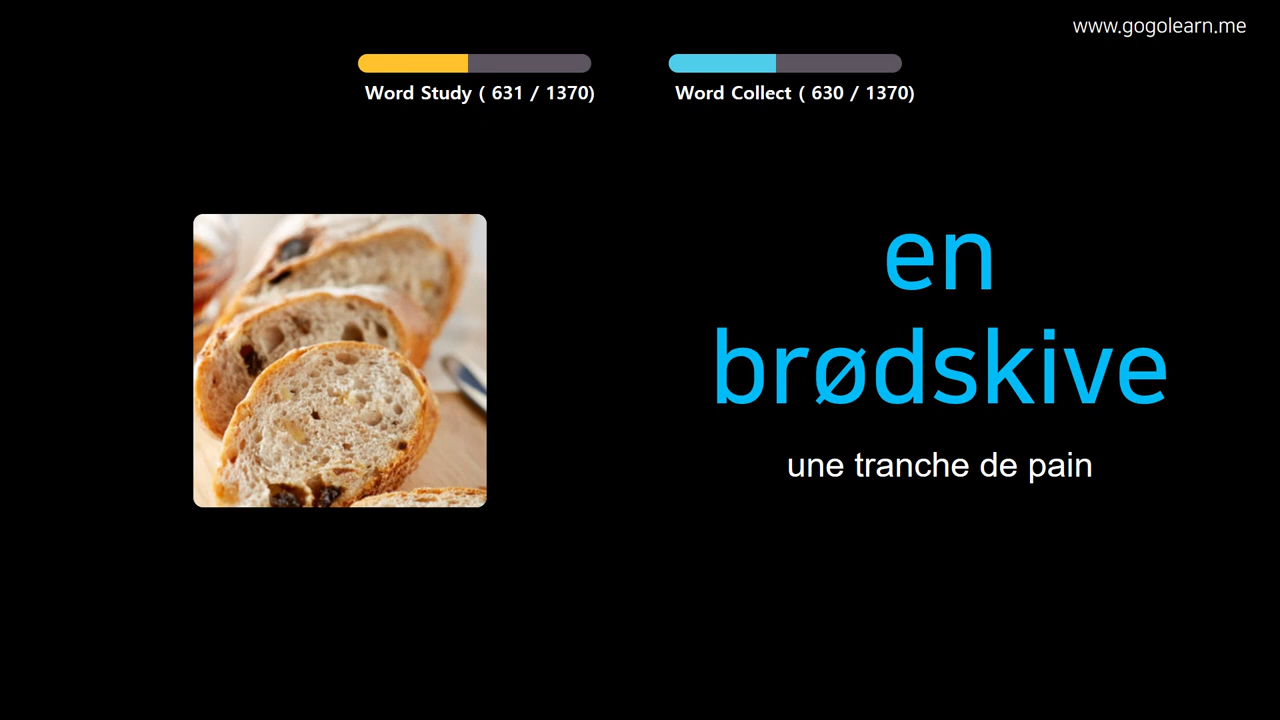 www.gogolearn.me
Word Study ( 631 / 1370)
Word Collect ( 630 / 1370)
en
brødskive
une tranche de pain